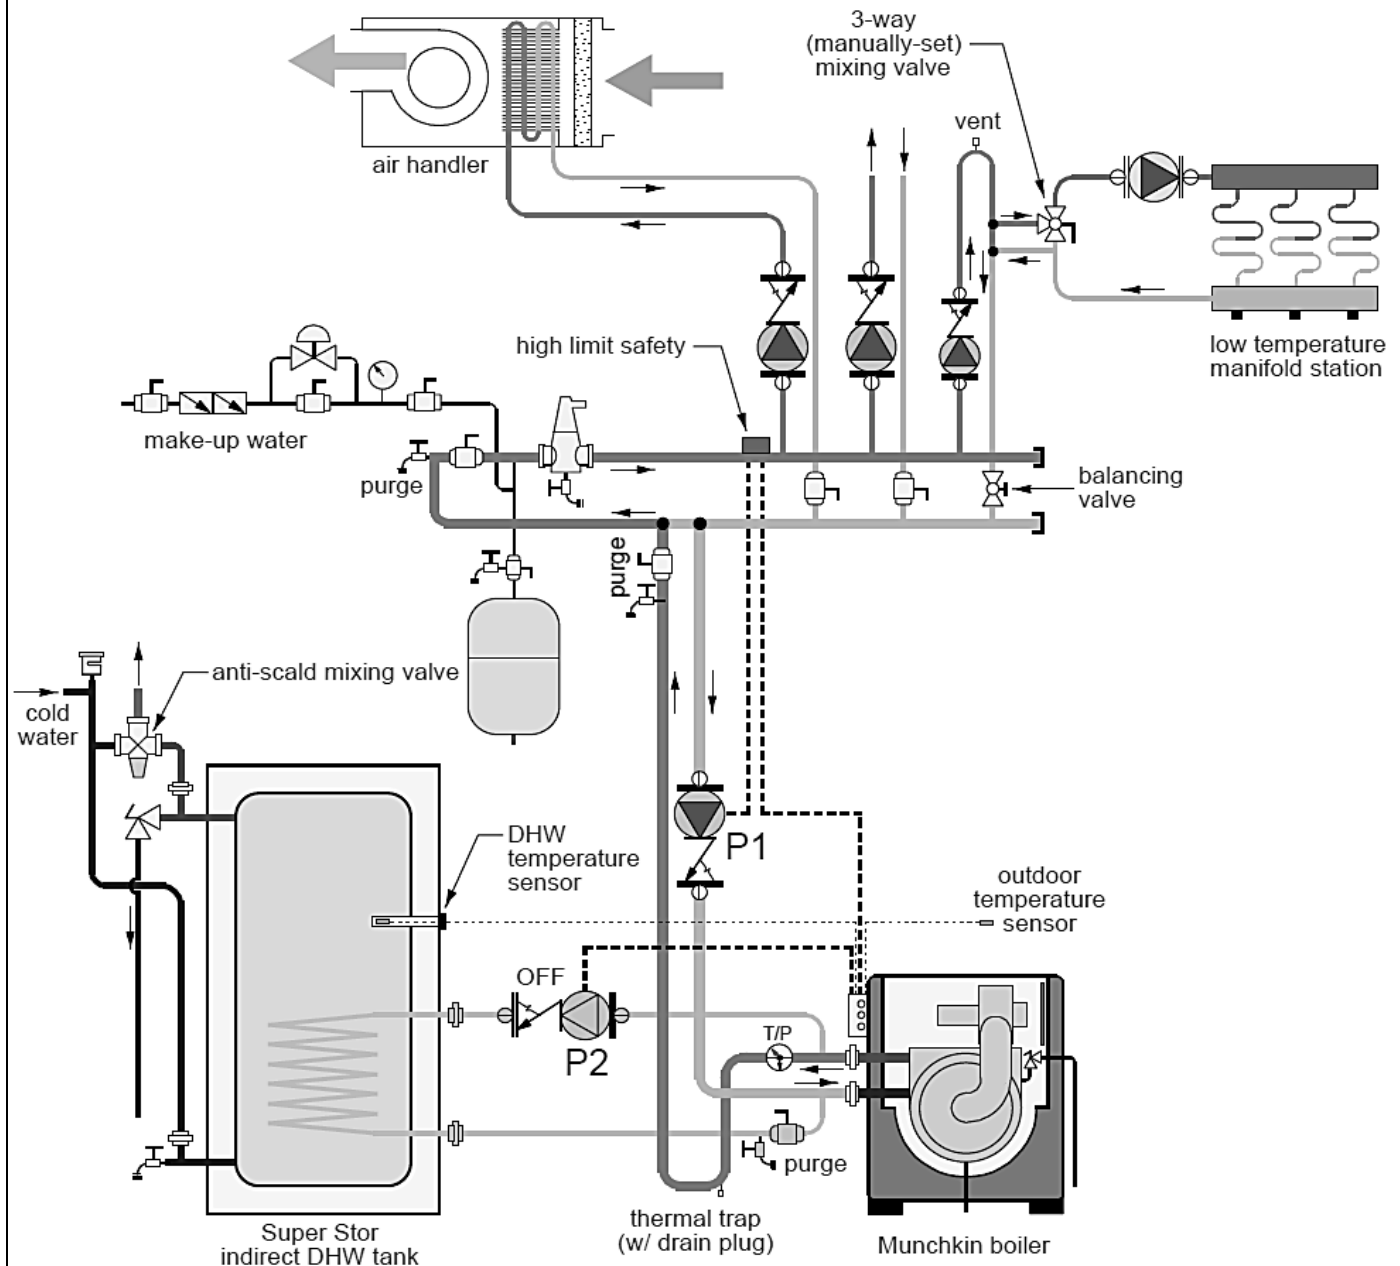 3-way
(manually-set)
mixing valve
vent
air handler
high limit safety
low temperature
manifold station
make-up water
purge
balancing
valve
purge
anti-scald mixing valve
cold
water
P1
DHW
temperature
sensor
outdoor
temperature
sensor
OFF
P2
T/P
purge
thermal trap
(w/ drain plug)
Super Stor
indirect DHW tank
Munchkin boiler